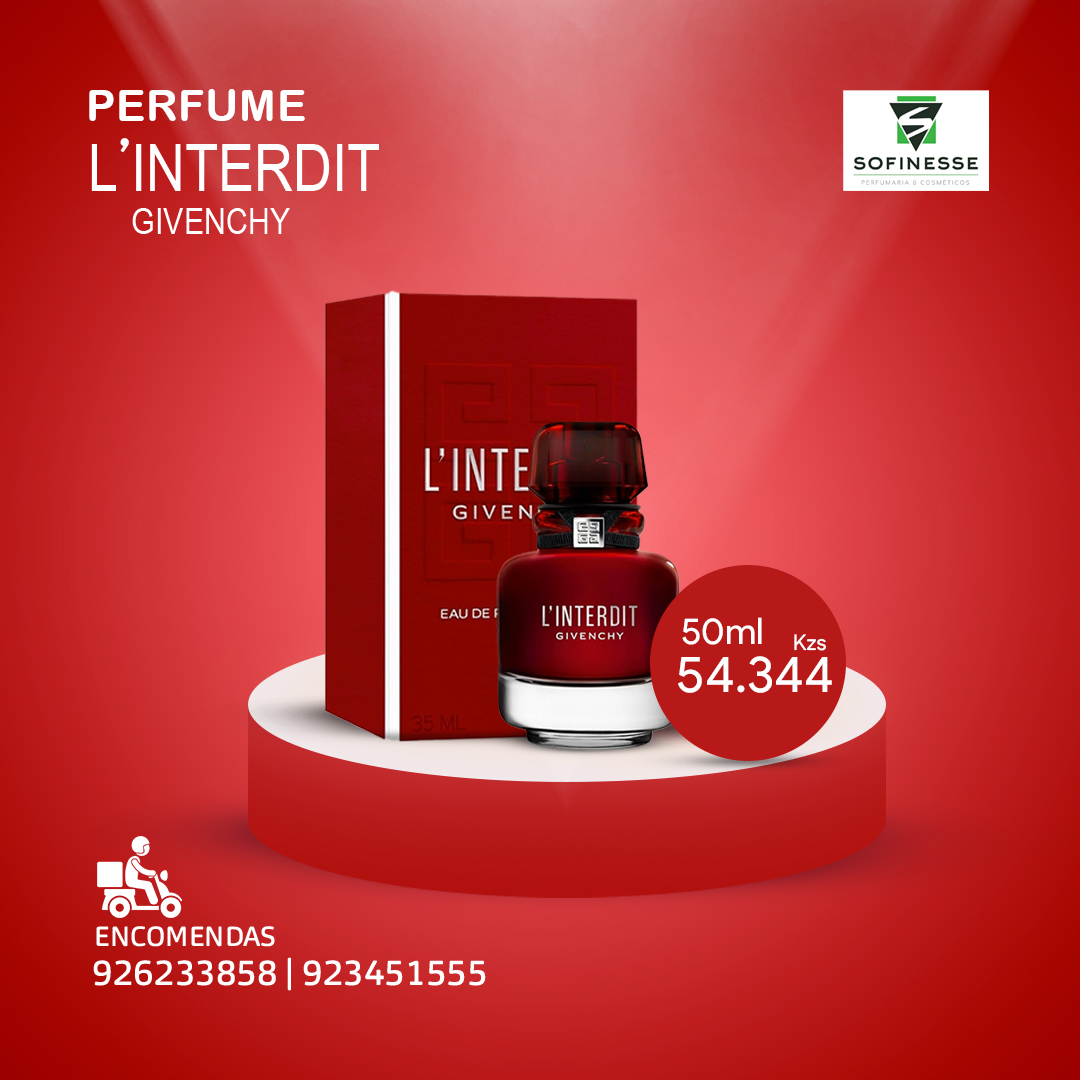 PERFUME
L'INTERDIT
GIVENCHY
SOFINESSE
PERFUMARIA & COSMÉTICOS
L'INTE
GIVEN
EAU DE P
35 ML
L'INTERDIT
GIVENCHY
50ml
Kzs
54.344
ENCOMENDAS
926233858 | 923451555